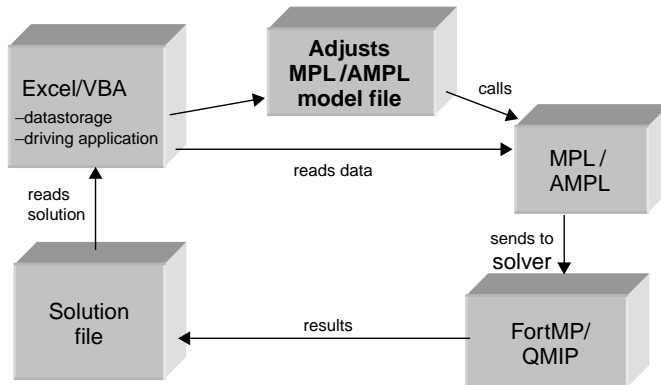 Adjusts
MPL/AMPL
model file
Excel/VBA
–datastorage
–driving application
calls
reads data
MPL/
AMPL
reads
solution
sends to
solver
Solution
file
results
FortMP/
QMIP